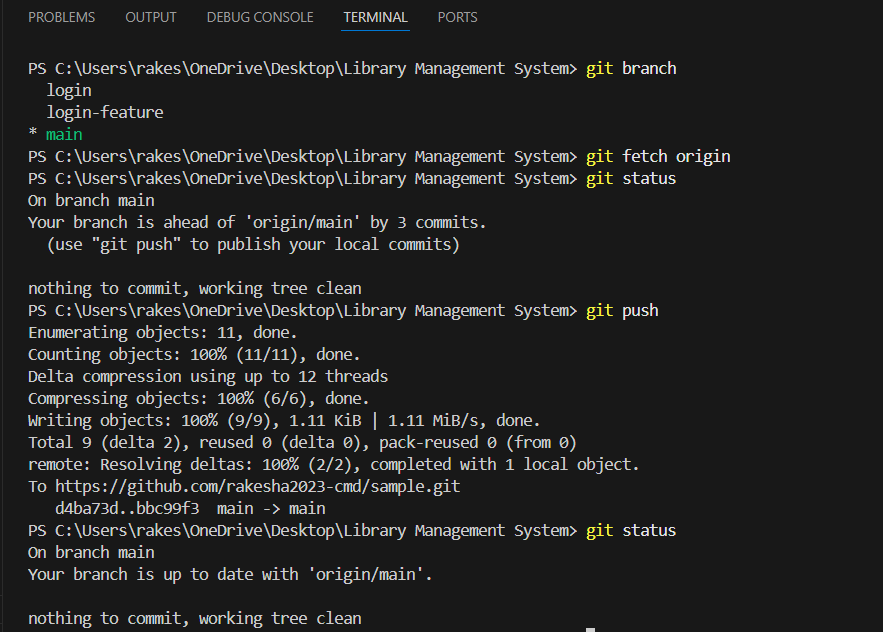 PROBLEMS OUTPUT DEBUG CONSOLE TERMINAL PORTS
PS C:\Users\rakes\OneDrive\Desktop\Library Management System> git branch
  login
  login-feature
* main
PS C:\Users\rakes\OneDrive\Desktop\Library Management System> git fetch origin
PS C:\Users\rakes\OneDrive\Desktop\Library Management System> git status
On branch main
Your branch is ahead of 'origin/main' by 3 commits.
  (use "git push" to publish your local commits)

nothing to commit, working tree clean
PS C:\Users\rakes\OneDrive\Desktop\Library Management System> git push
Enumerating objects: 11, done.
Counting objects: 100% (11/11), done.
Delta compression using up to 12 threads
Compressing objects: 100% (6/6), done.
Writing objects: 100% (9/9), 1.11 KiB | 1.11 MiB/s, done.
Total 9 (delta 2), reused 0 (delta 0), pack-reused 0 (from 0)
remote: Resolving deltas: 100% (2/2), completed with 1 local object.
To https://github.com/rakesha2023-cmd/sample.git
   d4ba73d..bbc99f3  main -> main
PS C:\Users\rakes\OneDrive\Desktop\Library Management System> git status
On branch main
Your branch is up to date with 'origin/main'.

nothing to commit, working tree clean